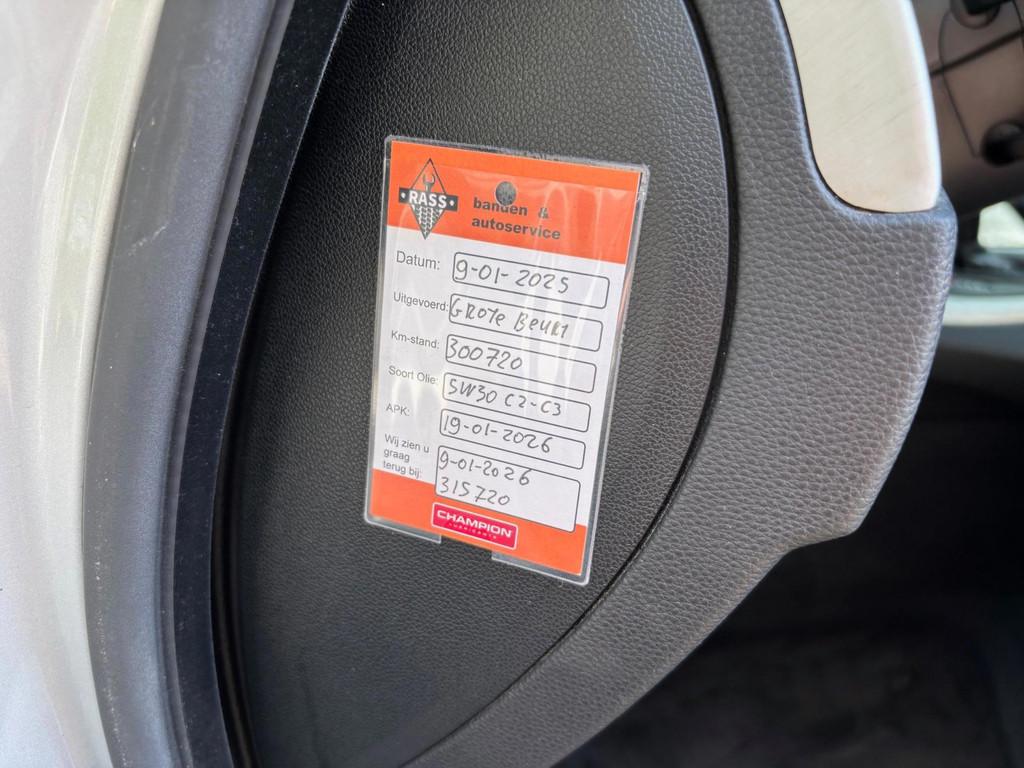 RASS
banden &
autoservice
Datum: 9-01-2025
Uitgevoerd: GROTE BEURT
Km-stand: 300720
Soort Olie: 5W30 C2-C3
APK: 19-01-2026
Wij zien u
graag
terug bij: 9-01-2026
315720
CHAMPION
LUBRICANTS